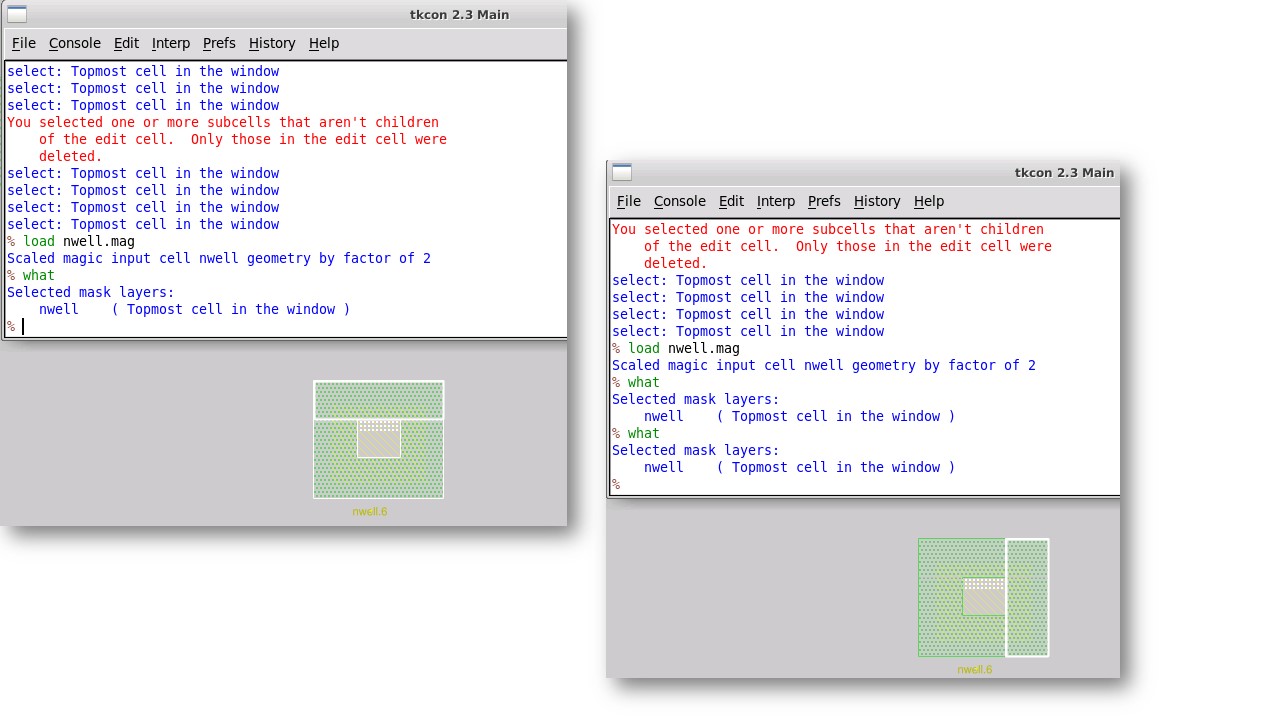 tkcon 2.3 Main
File Console Edit Interp Prefs History Help
select: Topmost cell in the window
select: Topmost cell in the window
select: Topmost cell in the window
You selected one or more subcells that aren't children
of the edit cell. Only those in the edit cell were
deleted.
select: Topmost cell in the window
select: Topmost cell in the window
select: Topmost cell in the window
select: Topmost cell in the window
% load nwell.mag
Scaled magic input cell nwell geometry by factor of 2
% what
Selected mask layers:
nwell ( Topmost cell in the window )
%
nwell.6
tkcon 2.3 Main
File Console Edit Interp Prefs History Help
You selected one or more subcells that aren't children
of the edit cell. Only those in the edit cell were
deleted.
select: Topmost cell in the window
select: Topmost cell in the window
select: Topmost cell in the window
select: Topmost cell in the window
% load nwell.mag
Scaled magic input cell nwell geometry by factor of 2
% what
Selected mask layers:
nwell ( Topmost cell in the window )
% what
Selected mask layers:
nwell ( Topmost cell in the window )
%
nwell.6